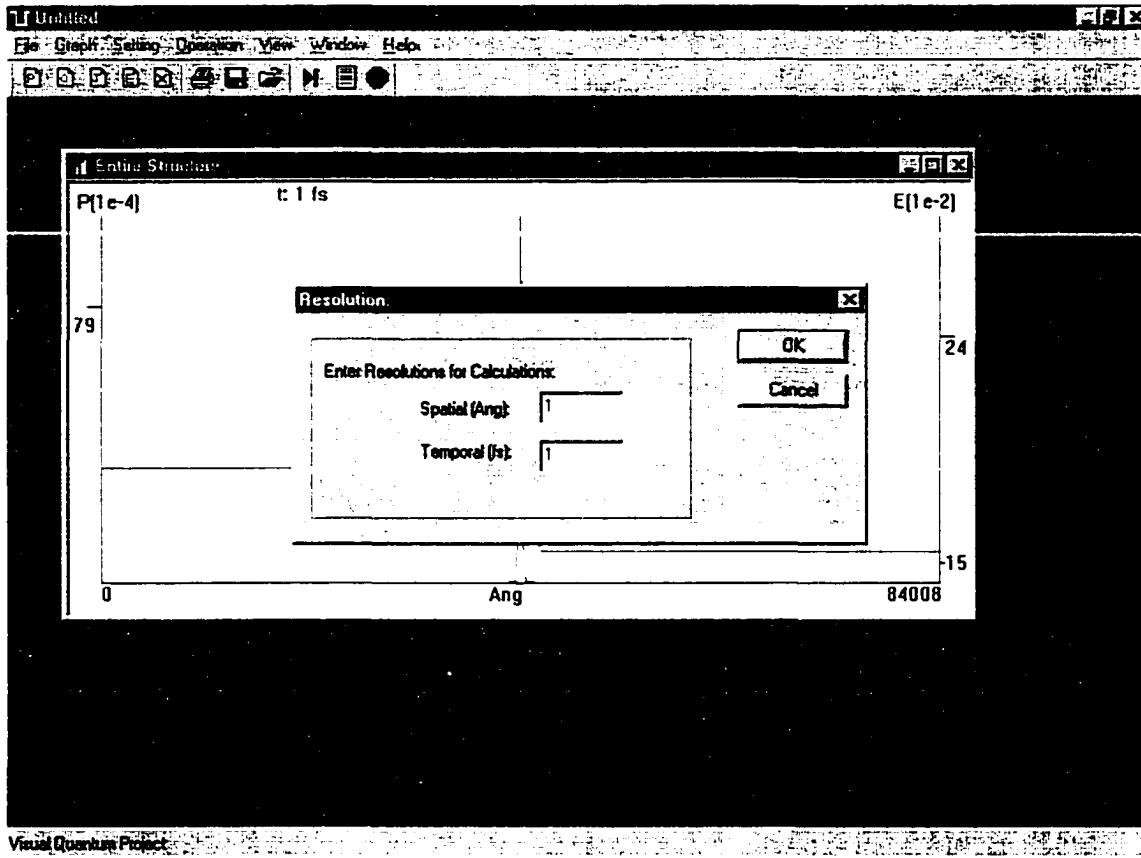 Untitled
File Graph Setting Operation View Window Help
Entire Structure
P(1e-4) t: 1 fs E(1e-2)
Resolution
79
OK
24
Enter Resolutions for Calculations:
Cancel
Spatial (Ang): 1
Temporal (fs): 1
-15
0 Ang 84008
Visual Quantum Project